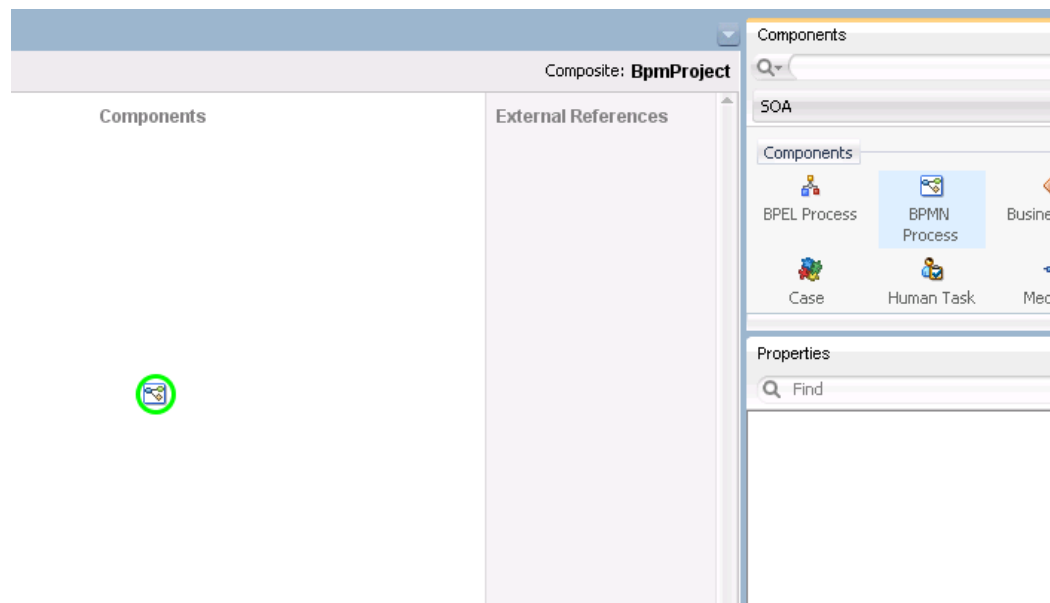 Components
Composite: BpmProject
SOA
Components
External References
Components
BPEL Process
BPMN
Process
Case
Human Task
Properties
Find